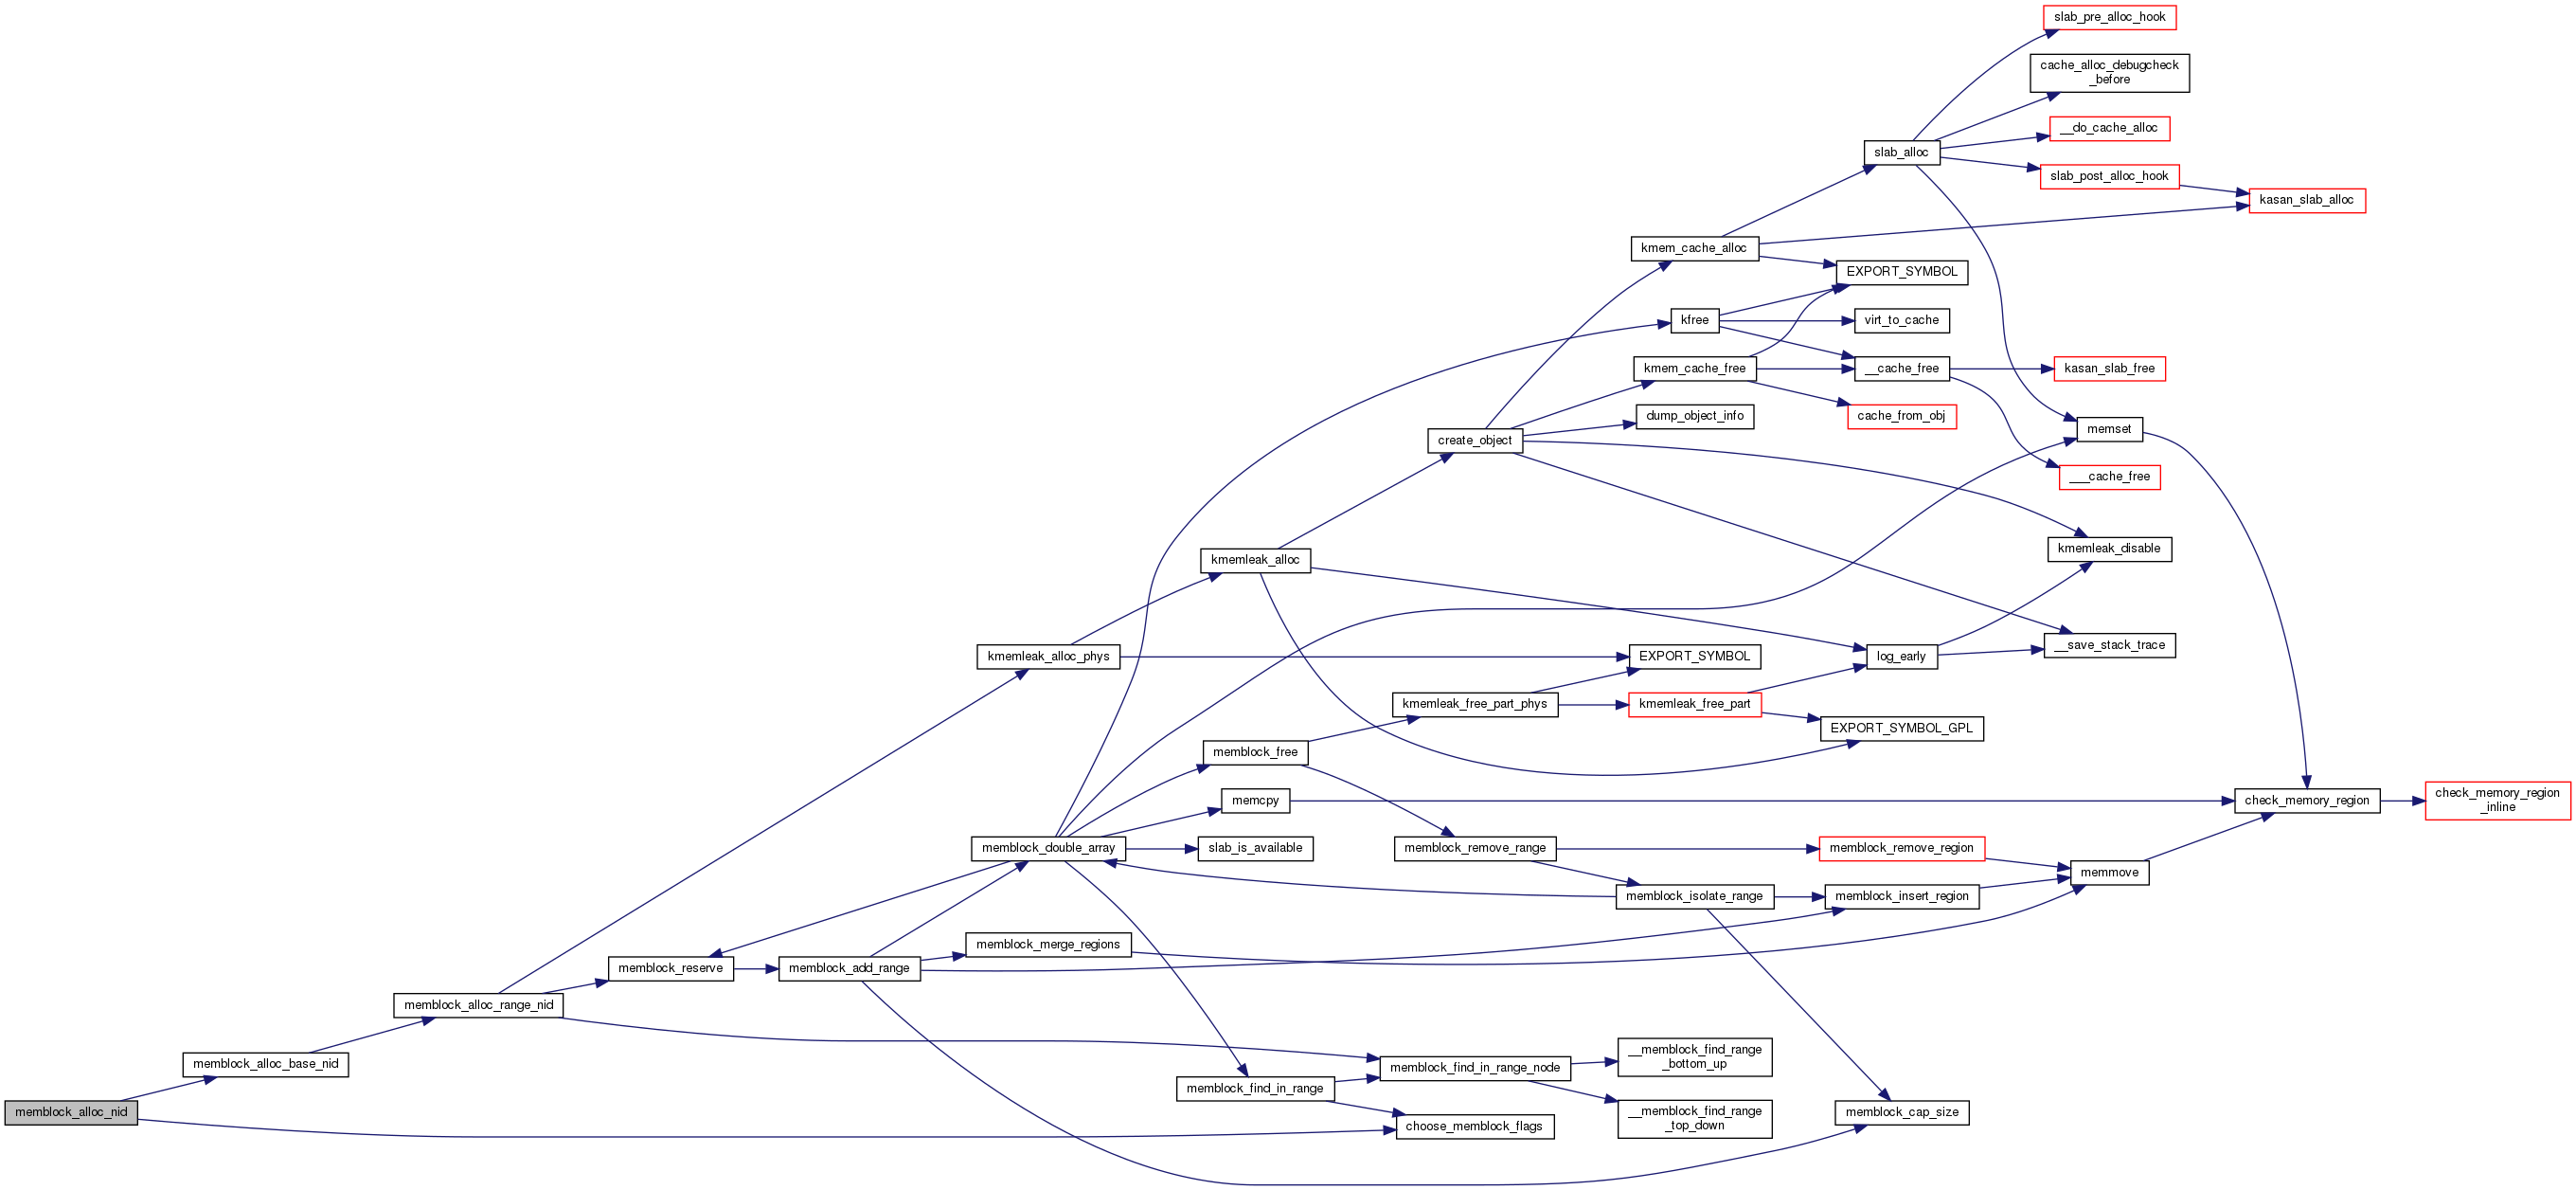 slab_pre_alloc_hook
cache_alloc_debugcheck
_before
__do_cache_alloc
slab_alloc
slab_post_alloc_hook
kasan_slab_alloc
kmem_cache_alloc
EXPORT_SYMBOL
kfree
virt_to_cache
kmem_cache_free
__cache_free
kasan_slab_free
dump_object_info
cache_from_obj
create_object
memset
___cache_free
kmemleak_alloc
kmemleak_disable
kmemleak_alloc_phys
EXPORT_SYMBOL
log_early
__save_stack_trace
kmemleak_free_part_phys
kmemleak_free_part
EXPORT_SYMBOL_GPL
memblock_free
memcpy
check_memory_region
check_memory_region
_inline
memblock_double_array
slab_is_available
memblock_remove_range
memblock_remove_region
memmove
memblock_isolate_range
memblock_insert_region
memblock_merge_regions
memblock_reserve
memblock_add_range
memblock_alloc_range_nid
memblock_alloc_base_nid
memblock_find_in_range_node
__memblock_find_range
_bottom_up
memblock_find_in_range
memblock_alloc_nid
choose_memblock_flags
__memblock_find_range
_top_down
memblock_cap_size